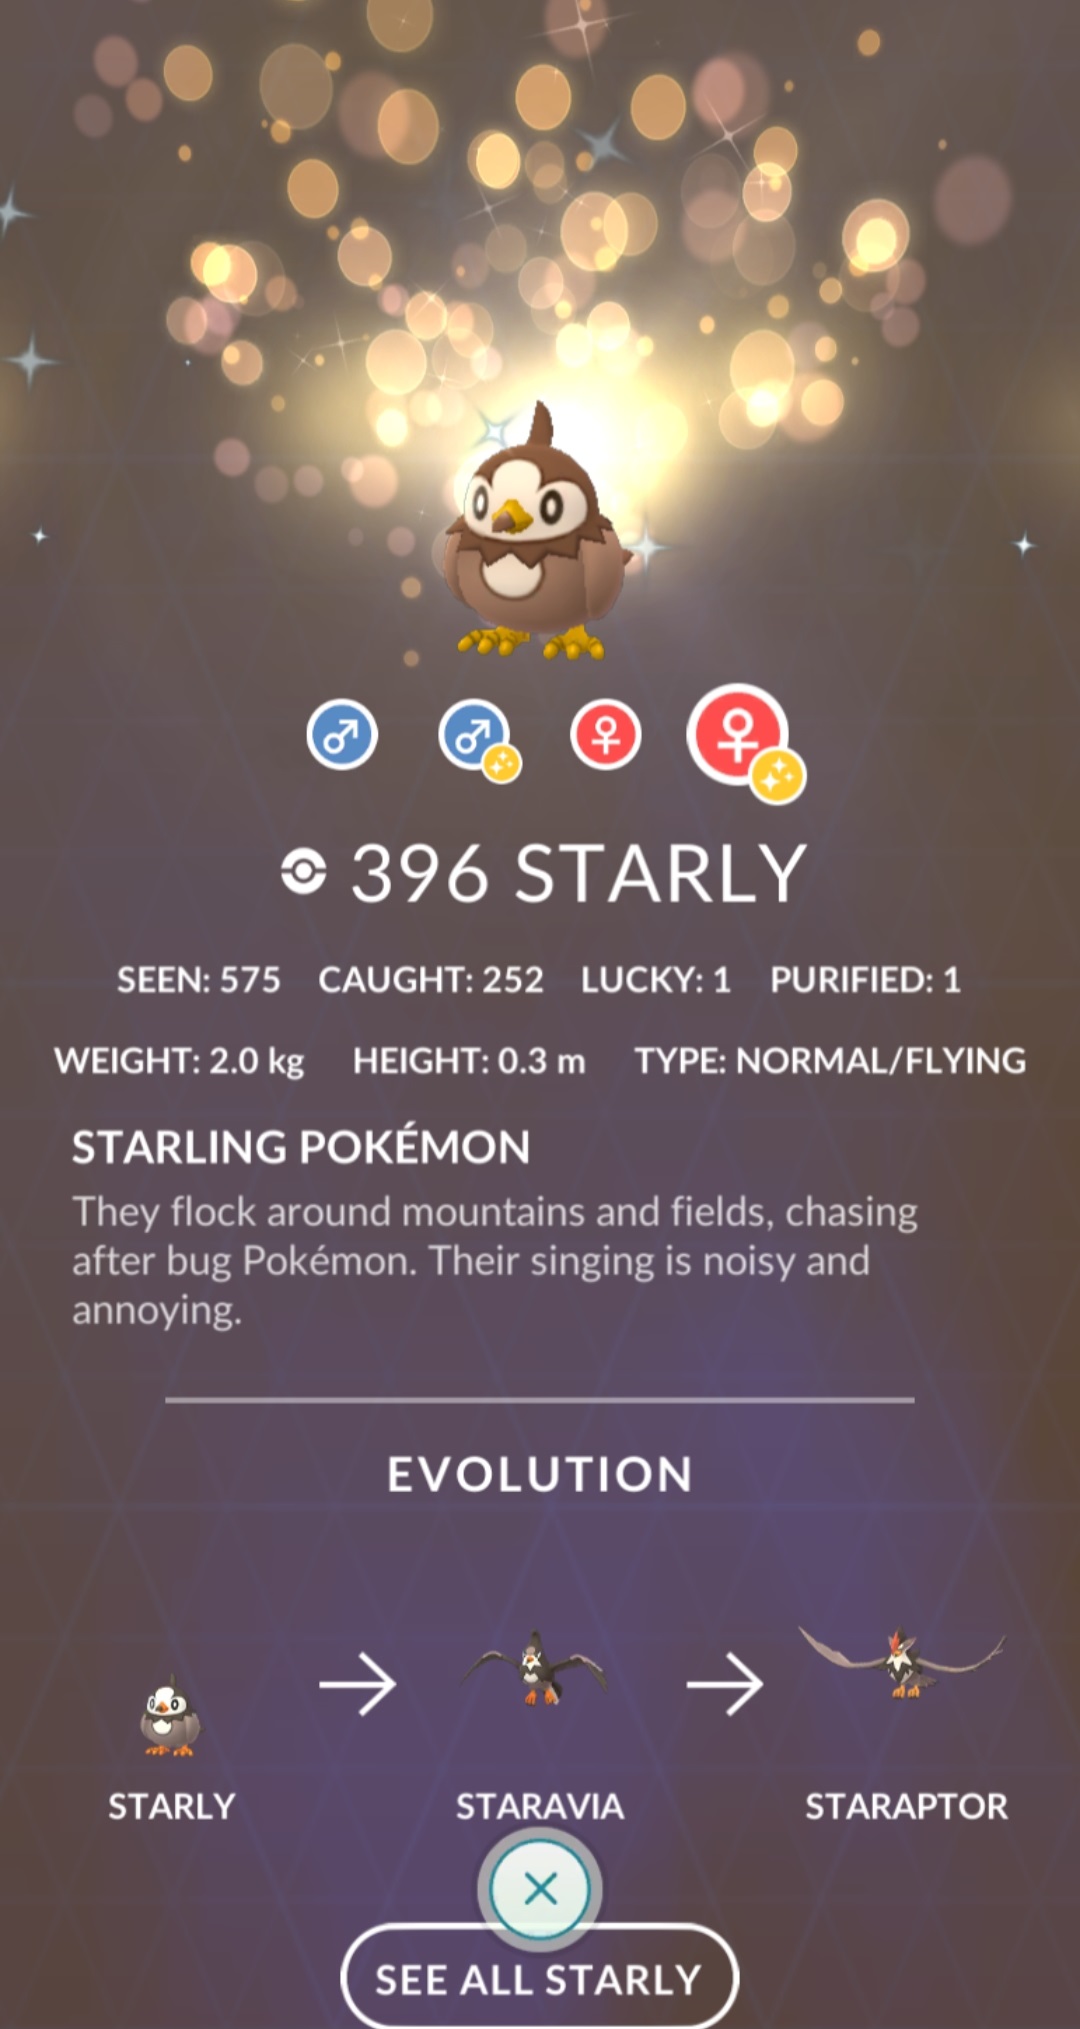 396 STARLY
SEEN: 575 CAUGHT: 252 LUCKY: 1 PURIFIED: 1
WEIGHT: 2.0 kg HEIGHT: 0.3 m TYPE: NORMAL/FLYING
STARLING POKÉMON
They flock around mountains and fields, chasing
after bug Pokémon. Their singing is noisy and
annoying.
EVOLUTION
STARLY STARAVIA STARAPTOR
SEE ALL STARLY